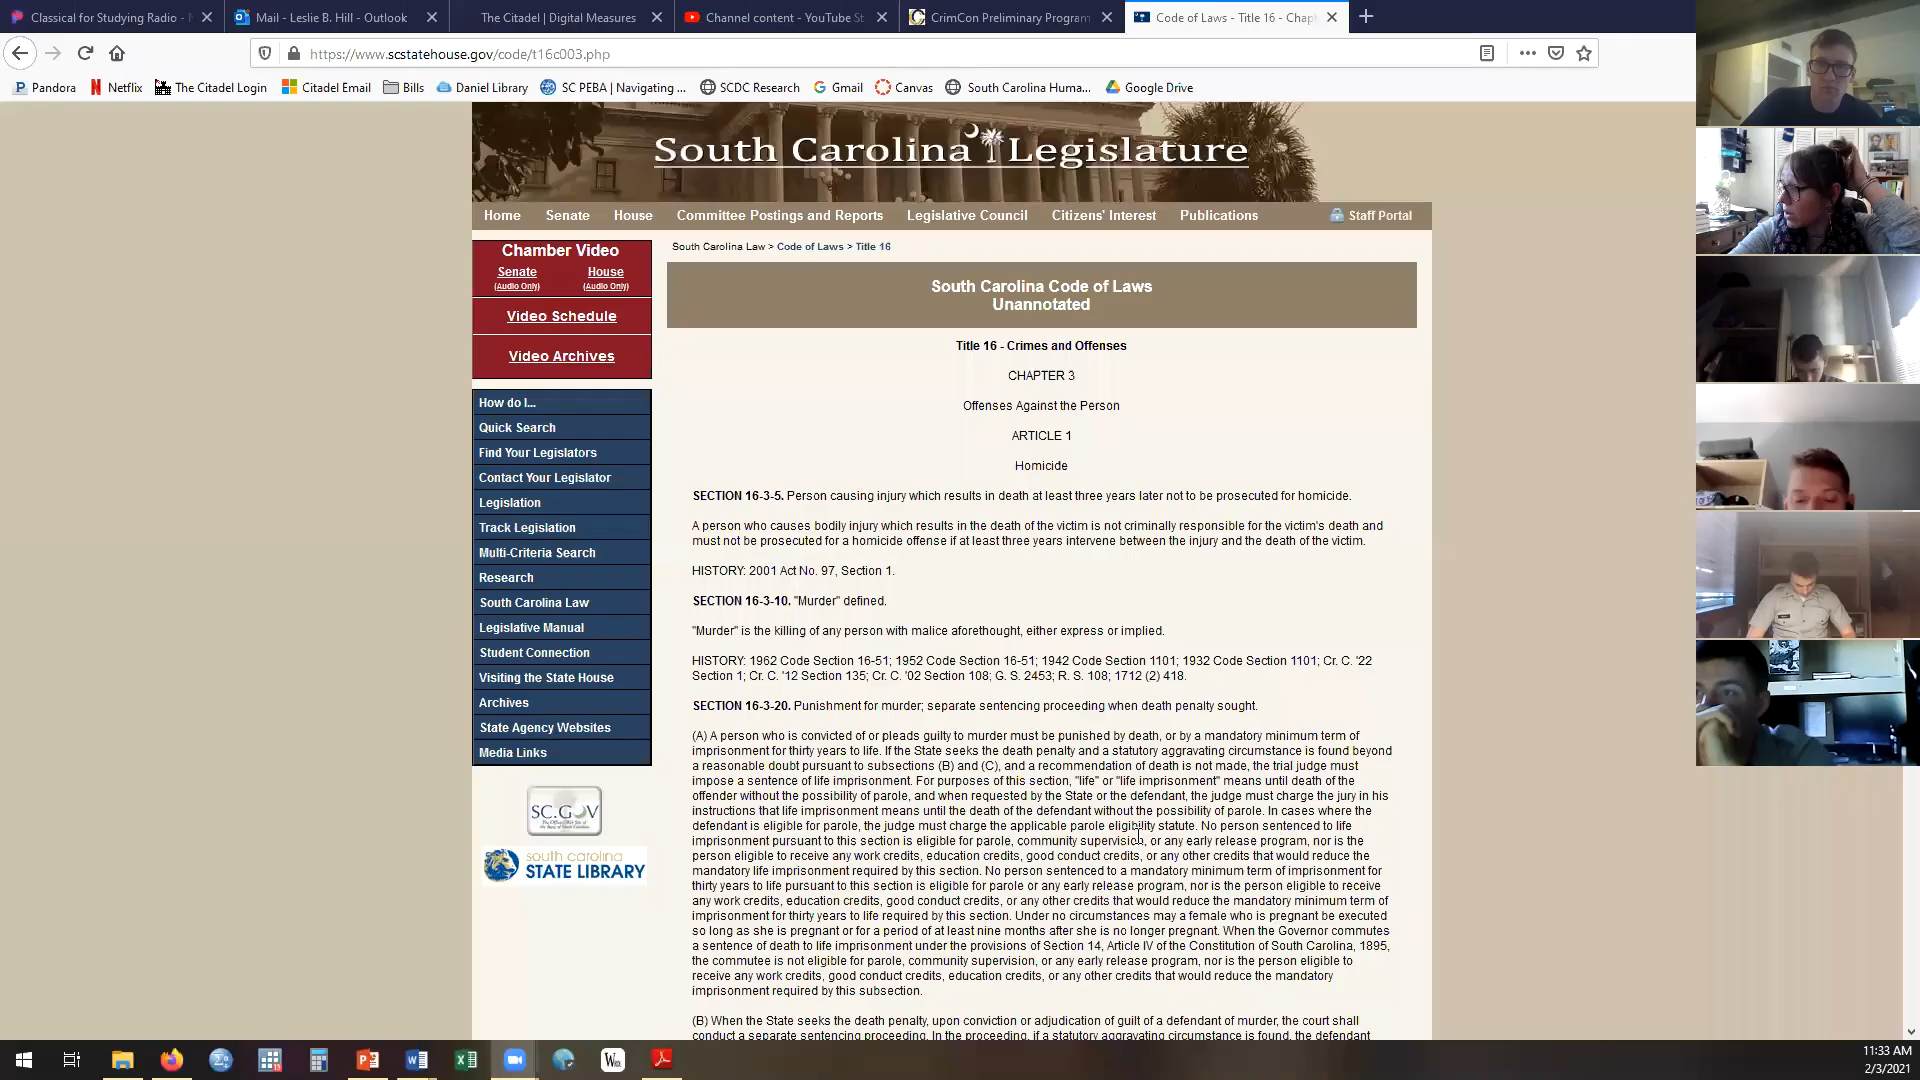 Classical for Studying Radio -
Mail - Leslie B. Hill - Outlook
The Citadel | Digital Measures
Channel content - YouTube St
CrimCon Preliminary Program
Code of Laws - Title 16 - Chap
https://www.scstatehouse.gov/code/t16c003.php
Pandora
Netflix
The Citadel Login
Citadel Email
Bills
Daniel Library
SC PEBA | Navigating ...
SCDC Research
Gmail
Canvas
South Carolina Huma...
Google Drive
South Carolina Legislature
Home
Senate
House
Committee Postings and Reports
Legislative Council
Citizens' Interest
Publications
Staff Portal
Chamber Video
Senate
House
(Audio Only)
(Audio Only)
Video Schedule
Video Archives
How do I...
Quick Search
Find Your Legislators
Contact Your Legislator
Legislation
Track Legislation
Multi-Criteria Search
Research
South Carolina Law
Legislative Manual
Student Connection
Visiting the State House
Archives
State Agency Websites
Media Links
SC.GOV
south carolina
STATE LIBRARY
South Carolina Law > Code of Laws > Title 16
South Carolina Code of Laws
Unannotated
Title 16 - Crimes and Offenses
CHAPTER 3
Offenses Against the Person
ARTICLE 1
Homicide
SECTION 16-3-5. Person causing injury which results in death at least three years later not to be prosecuted for homicide.
A person who causes bodily injury which results in the death of the victim is not criminally responsible for the victim's death and
must not be prosecuted for a homicide offense if at least three years intervene between the injury and the death of the victim.
HISTORY: 2001 Act No. 97, Section 1.
SECTION 16-3-10. "Murder" defined.
"Murder" is the killing of any person with malice aforethought, either express or implied.
HISTORY: 1962 Code Section 16-51; 1952 Code Section 16-51; 1942 Code Section 1101; 1932 Code Section 1101; Cr. C. '22
Section 1; Cr. C. '12 Section 135; Cr. C. '02 Section 108; G. S. 2453; R. S. 108; 1712 (2) 418.
SECTION 16-3-20. Punishment for murder; separate sentencing proceeding when death penalty sought.
(A) A person who is convicted of or pleads guilty to murder must be punished by death, or by a mandatory minimum term of
imprisonment for thirty years to life. If the State seeks the death penalty and a statutory aggravating circumstance is found beyond
a reasonable doubt pursuant to subsections (B) and (C), and a recommendation of death is not made, the trial judge must
impose a sentence of life imprisonment. For purposes of this section, "life" or "life imprisonment" means until death of the
offender without the possibility of parole, and when requested by the State or the defendant, the judge must charge the jury in his
instructions that life imprisonment means until the death of the defendant without the possibility of parole. In cases where the
defendant is eligible for parole, the judge must charge the applicable parole eligibility statute. No person sentenced to life
imprisonment pursuant to this section is eligible for parole, community supervision, or any early release program, nor is the
person eligible to receive any work credits, education credits, good conduct credits, or any other credits that would reduce the
mandatory life imprisonment required by this section. No person sentenced to a mandatory minimum term of imprisonment for
thirty years to life pursuant to this section is eligible for parole or any early release program, nor is the person eligible to receive
any work credits, education credits, good conduct credits, or any other credits that would reduce the mandatory minimum term of
imprisonment for thirty years to life required by this section. Under no circumstances may a female who is pregnant be executed
so long as she is pregnant or for a period of at least nine months after she is no longer pregnant. When the Governor commutes
a sentence of death to life imprisonment under the provisions of Section 14, Article IV of the Constitution of South Carolina, 1895,
the commutee is not eligible for parole, community supervision, or any early release program, nor is the person eligible to
receive any work credits, good conduct credits, education credits, or any other credits that would reduce the mandatory
imprisonment required by this subsection.
(B) When the State seeks the death penalty, upon conviction or adjudication of guilt of a defendant of murder, the court shall
conduct a separate sentencing proceeding. In the proceeding, if a statutory aggravating circumstance is found, the defendant
11:33 AM
2/3/2021